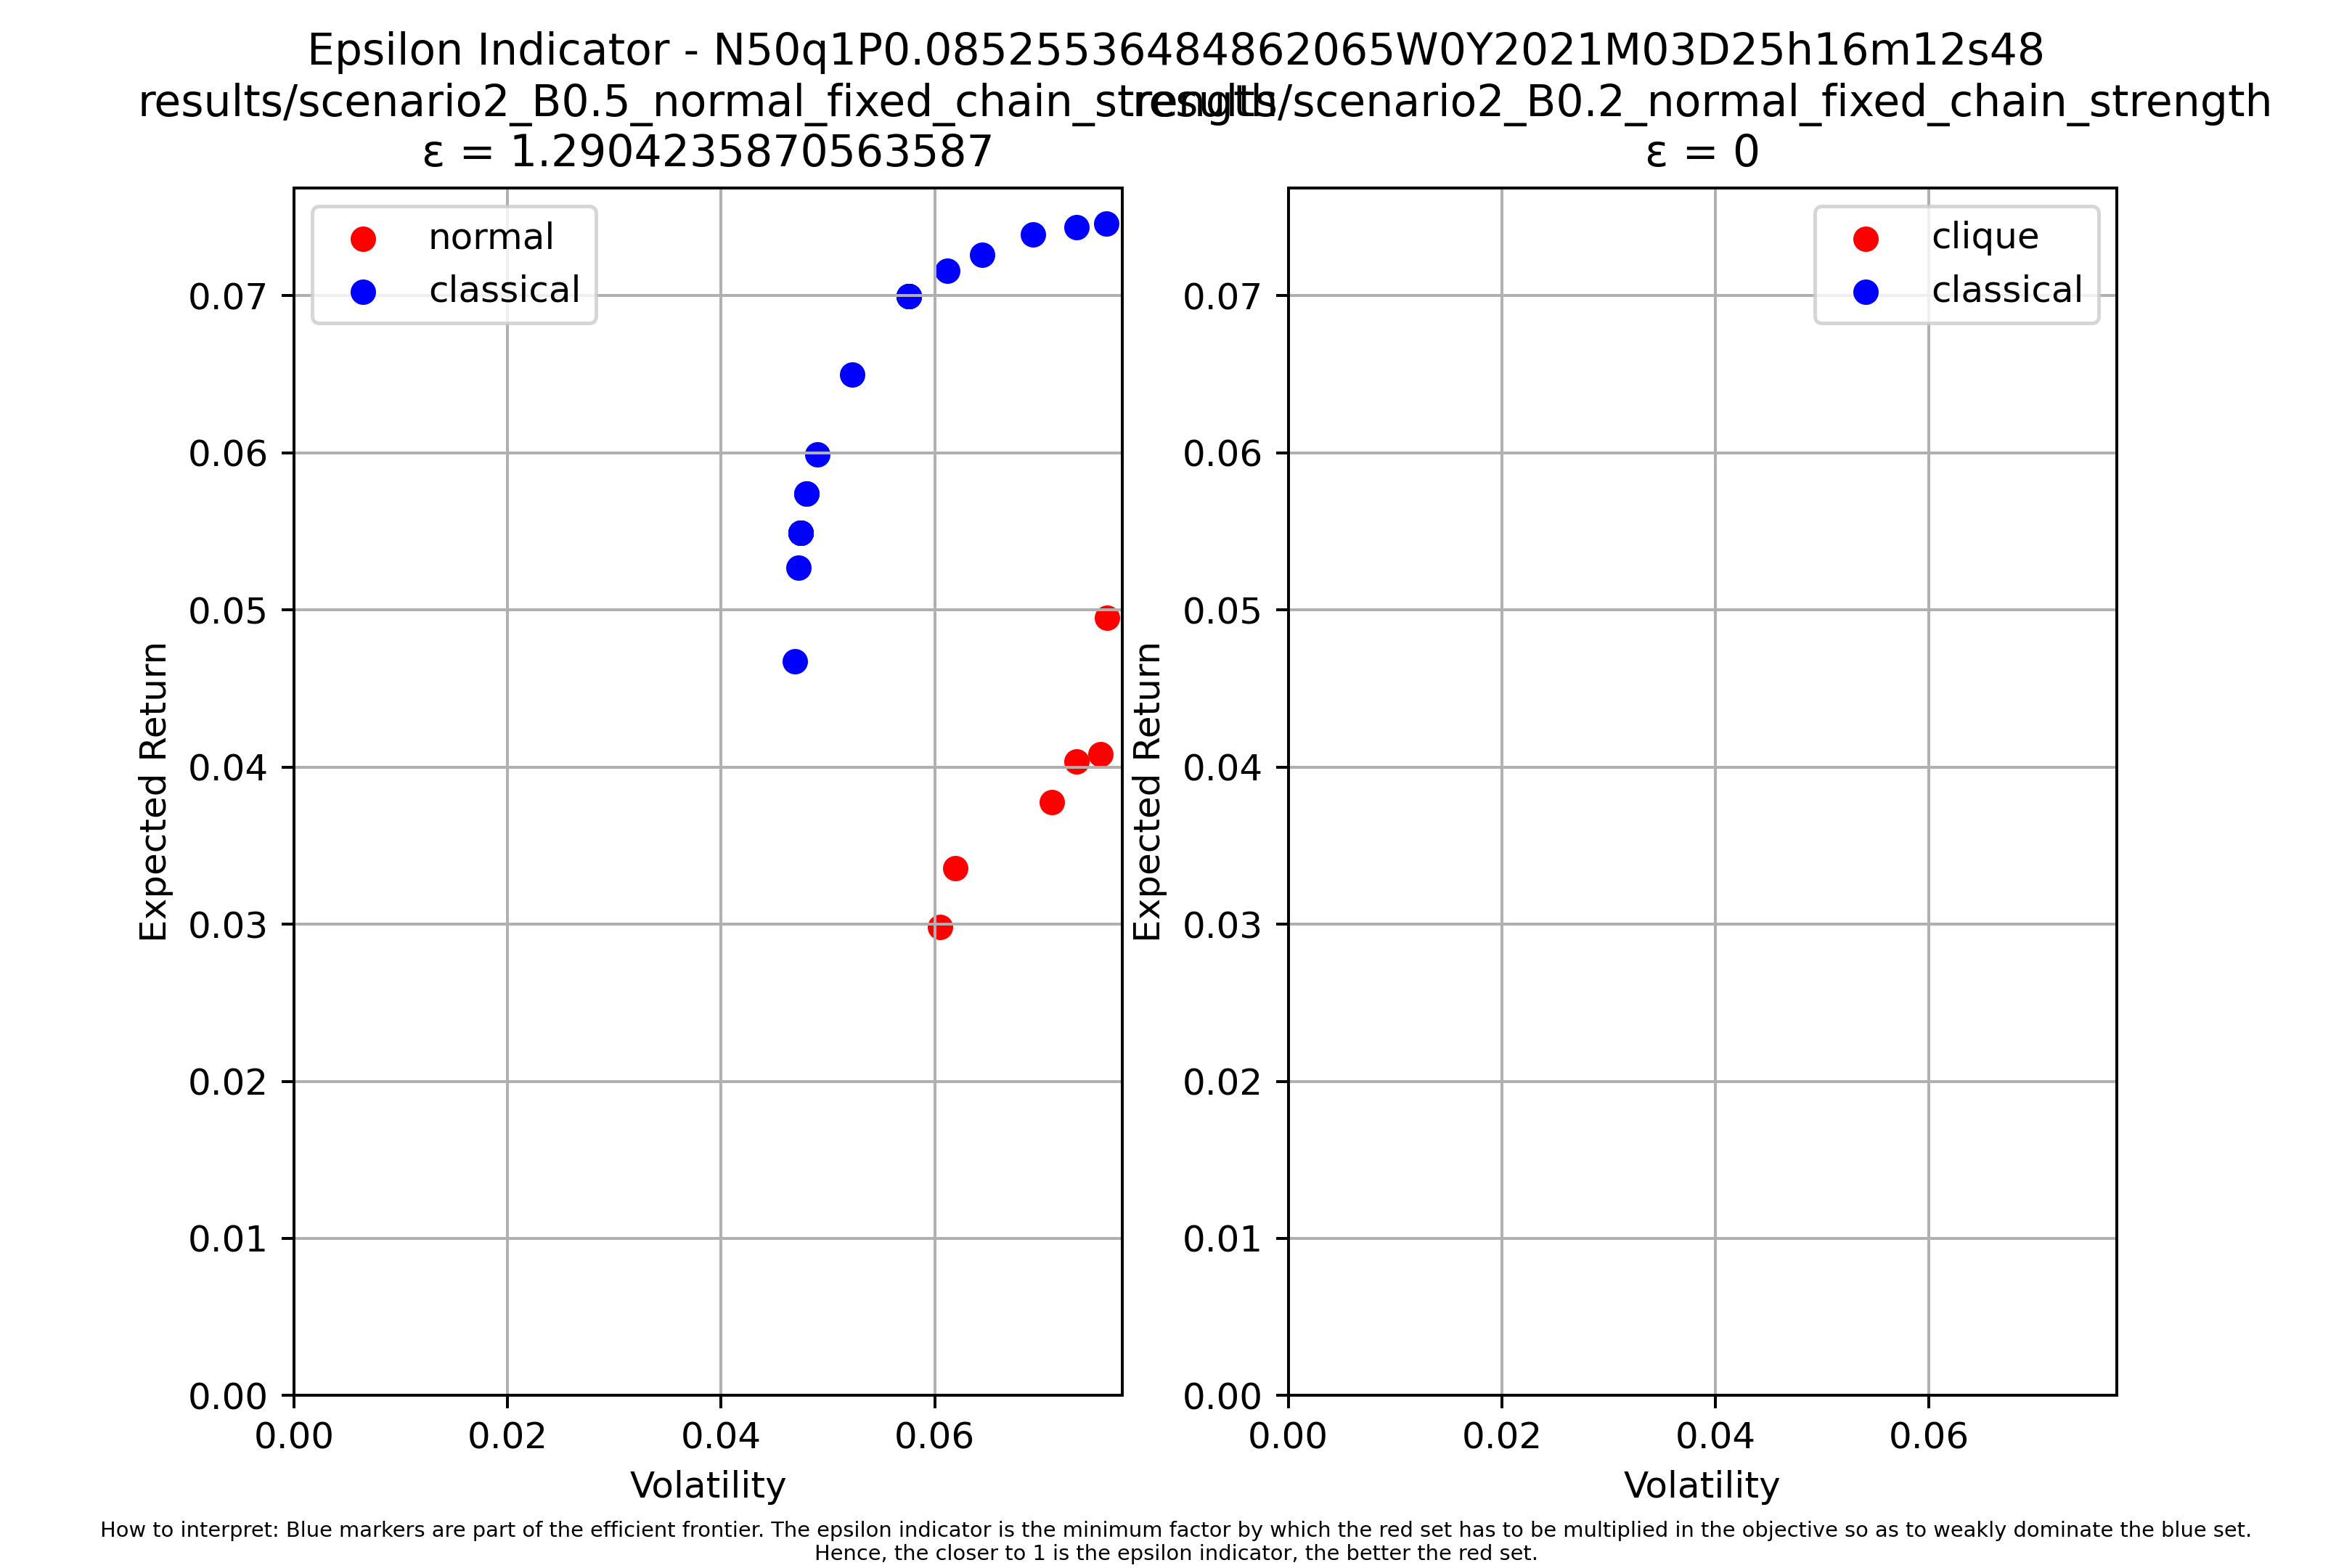 Epsilon Indicator - N50q1P0.08525536484862065W0Y2021M03D25h16m12s48
results/scenario2_B0.5_normal_fixed_chain_strength
ε = 1.2904235870563587
normal
classical
0.07
0.06
0.05
0.04
0.03
0.02
0.01
0.00
Expected Return
0.00 0.02 0.04 0.06
Volatility
results/scenario2_B0.2_normal_fixed_chain_strength
ε = 0
clique
classical
0.07
0.06
0.05
0.04
0.03
0.02
0.01
0.00
Expected Return
0.00 0.02 0.04 0.06
Volatility
How to interpret: Blue markers are part of the efficient frontier. The epsilon indicator is the minimum factor by which the red set has to be multiplied in the objective so as to weakly dominate the blue set.
Hence, the closer to 1 is the epsilon indicator, the better the red set.